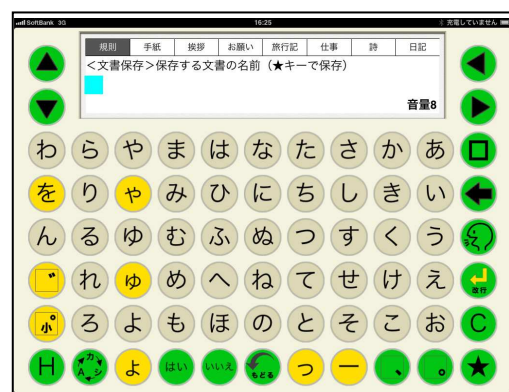 SoftBank 3G 16:25 充電していません
規則 手紙 挨拶 お願い 旅行記 仕事 詩 日記
<文書保存>保存する文書の名前（★キーで保存）
音量8
わ ら や ま は な た さ か あ
を り ゃ み ひ に ち し き い
ん る ゆ む ふ ぬ つ す く う
゛ れ ゅ め へ ね て せ け え 改行
小 ゜ ろ よ も ほ の と そ こ お C
H カ A シ ょ はい いいえ もどる っ ー 、 。 ★